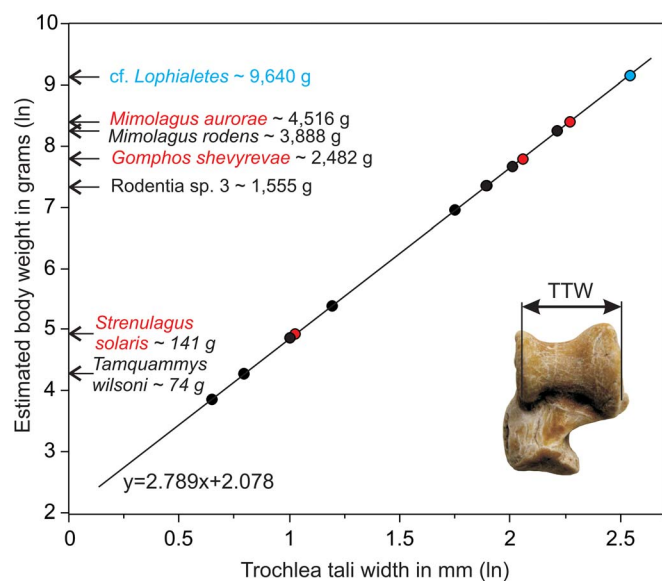 Estimated body weight in grams (ln)
10
9
8
7
6
5
4
3
2
cf. Lophialetes ~ 9,640 g
Mimolagus aurorae ~ 4,516 g
Mimolagus rodens ~ 3,888 g
Gomphos shevyrevae ~ 2,482 g
Rodentia sp. 3 ~ 1,555 g
Strenulagus
solaris ~ 141 g
Tamquammys
wilsoni ~ 74 g
TTW
y=2.789x+2.078
0
0.5
1
1.5
2
2.5
Trochlea tali width in mm (ln)